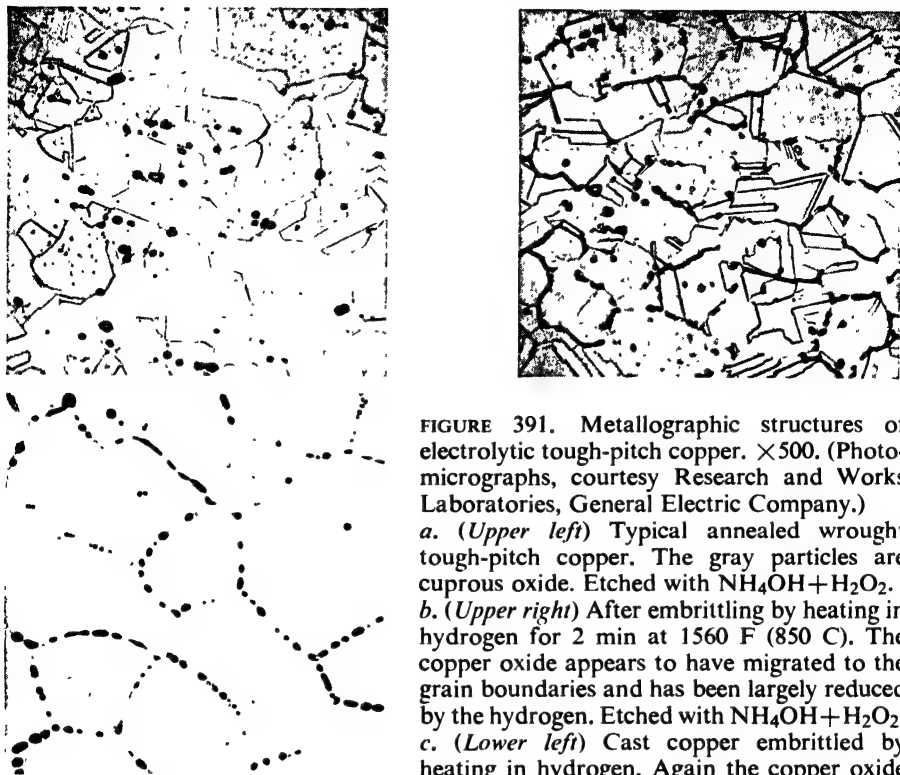 FIGURE 391. Metallographic structures of
electrolytic tough-pitch copper. ×500. (Photo-
micrographs, courtesy Research and Works
Laboratories, General Electric Company.)
a. (Upper left) Typical annealed wrought
tough-pitch copper. The gray particles are
cuprous oxide. Etched with NH₄OH+H₂O₂.
b. (Upper right) After embrittling by heating in
hydrogen for 2 min at 1560 F (850 C). The
copper oxide appears to have migrated to the
grain boundaries and has been largely reduced
by the hydrogen. Etched with NH₄OH+H₂O₂
c. (Lower left) Cast copper embrittled by
heating in hydrogen. Again the copper oxide